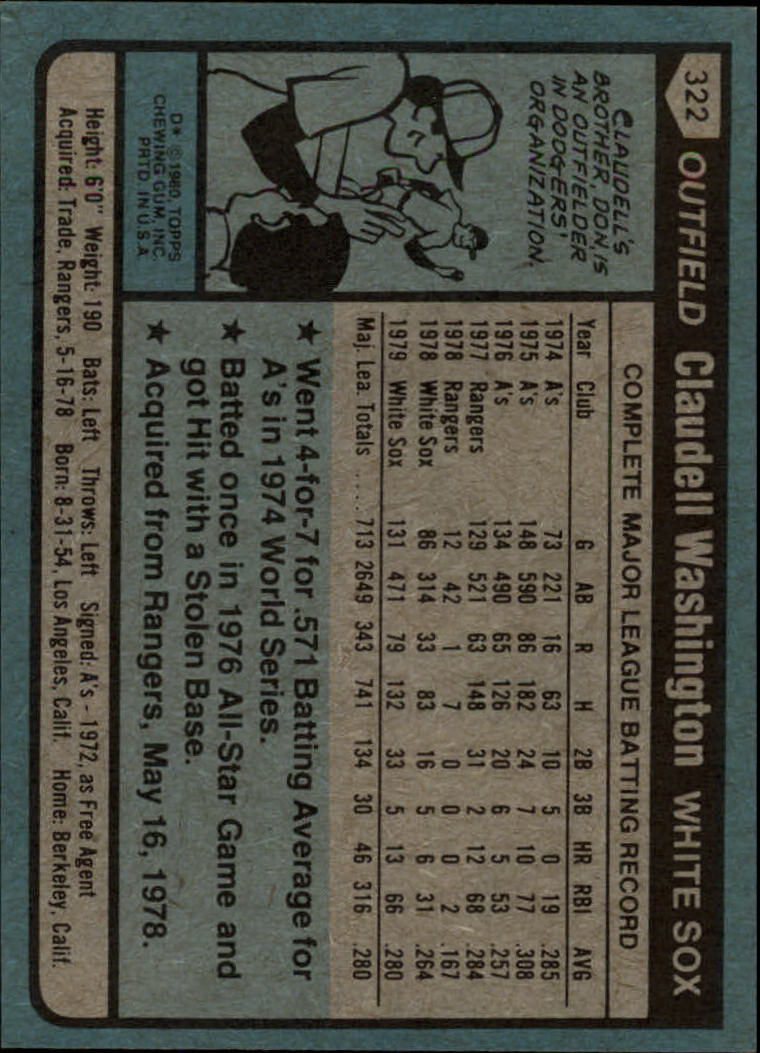 322 OUTFIELD Claudell Washington WHITE SOX
CLAUDELL'S
BROTHER, DON IS
AN OUTFIELDER
IN DODGERS'
ORGANIZATION.
D* © 1980, TOPPS
CHEWING GUM, INC.
PRTD. IN U.S.A
COMPLETE MAJOR LEAGUE BATTING RECORD
Year Club G AB R H 2B 3B HR RBI AVG
1974 A's 73 221 16 63 10 5 0 19 .285
1975 A's 148 590 86 182 24 7 10 77 .308
1976 A's 134 490 65 126 20 6 5 53 .257
1977 Rangers 129 521 63 148 31 2 12 68 .284
1978 Rangers 12 42 1 7 0 0 0 2 .167
1978 White Sox 86 314 33 83 16 5 6 31 .264
1979 White Sox 131 471 79 132 33 5 13 66 .280
Maj. Lea. Totals ..... 713 2649 343 741 134 30 46 316 .280
★ Went 4-for-7 for .571 Batting Average for
A's in 1974 World Series.
★ Batted once in 1976 All-Star Game and
got Hit with a Stolen Base.
★ Acquired from Rangers, May 16, 1978.
Height: 6'0" Weight: 190 Bats: Left Throws: Left Signed: A's - 1972, as Free Agent
Acquired: Trade, Rangers, 5-16-78 Born: 8-31-54, Los Angeles, Calif. Home: Berkeley, Calif.